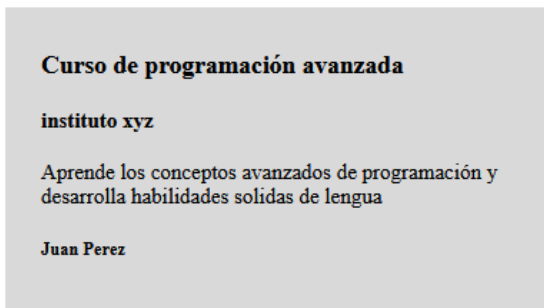 Curso de programación avanzada
instituto xyz
Aprende los conceptos avanzados de programación y
desarrolla habilidades solidas de lengua
Juan Perez